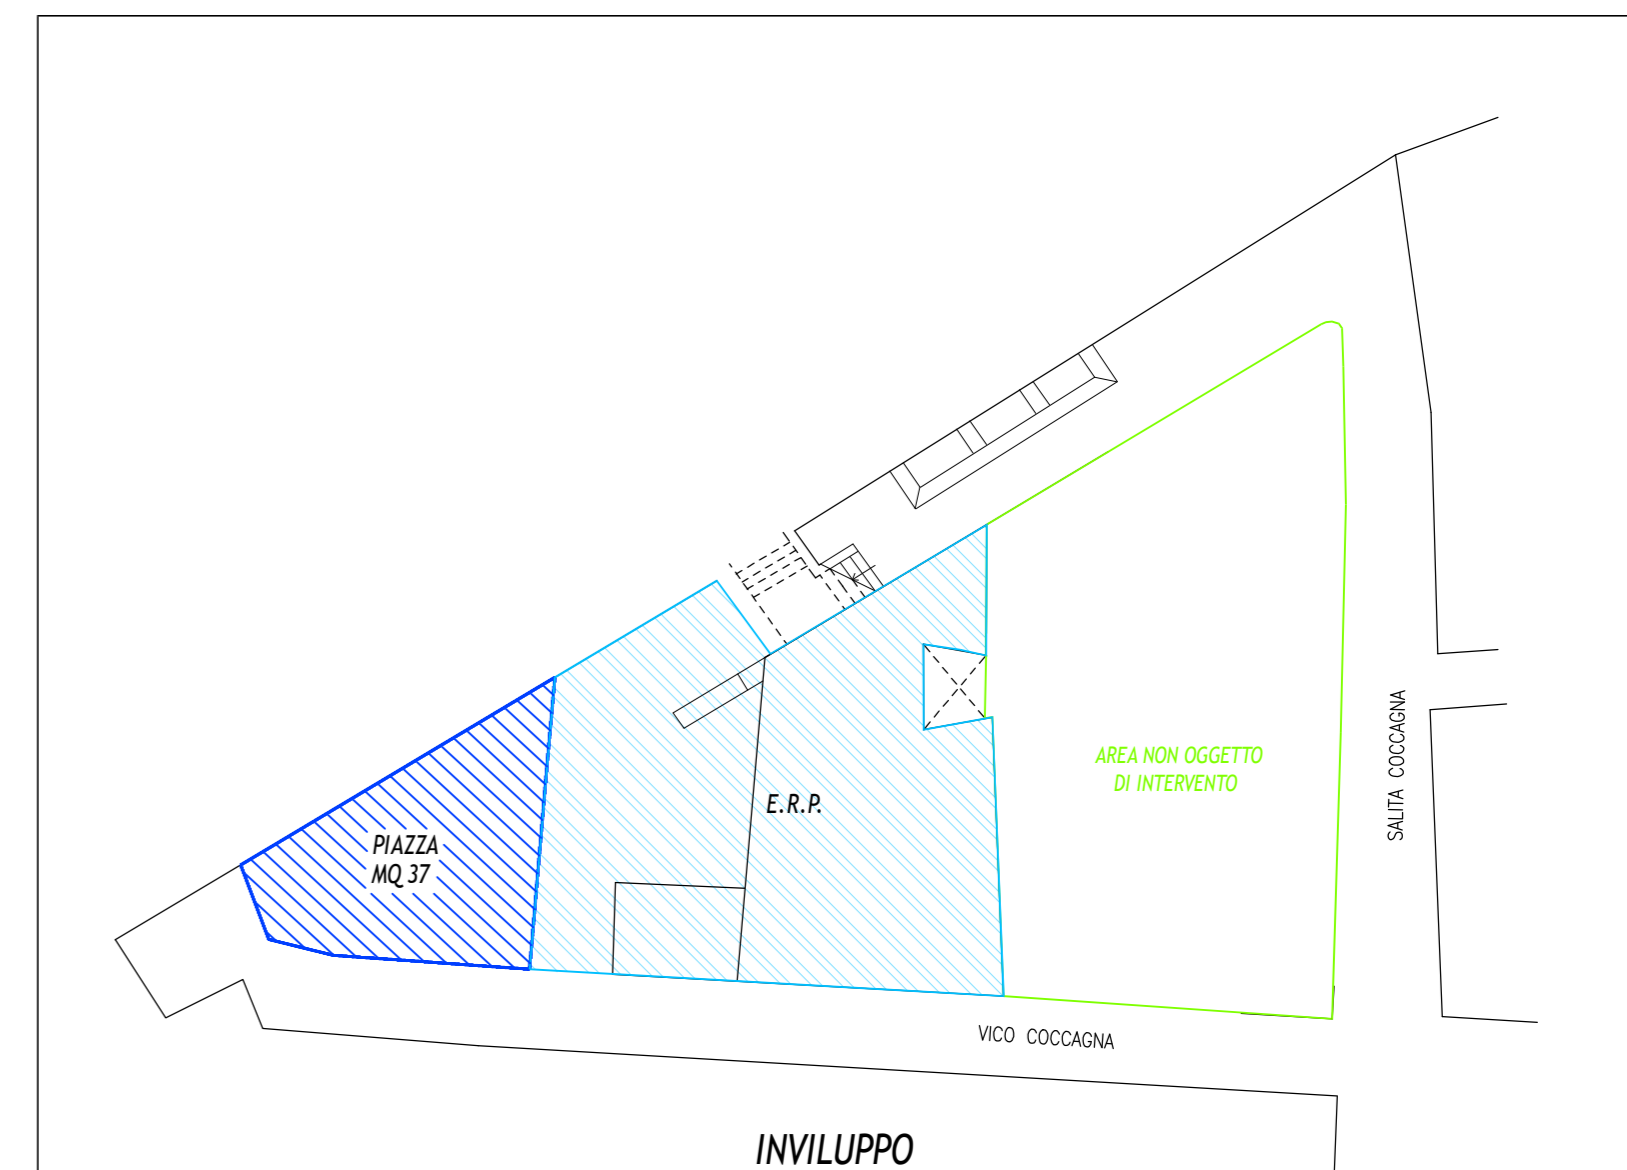 AREA NON OGGETTO
DI INTERVENTO
SALITA COCCAGNA
E.R.P.
PIAZZA
MQ 37
VICO COCCAGNA
INVILUPPO